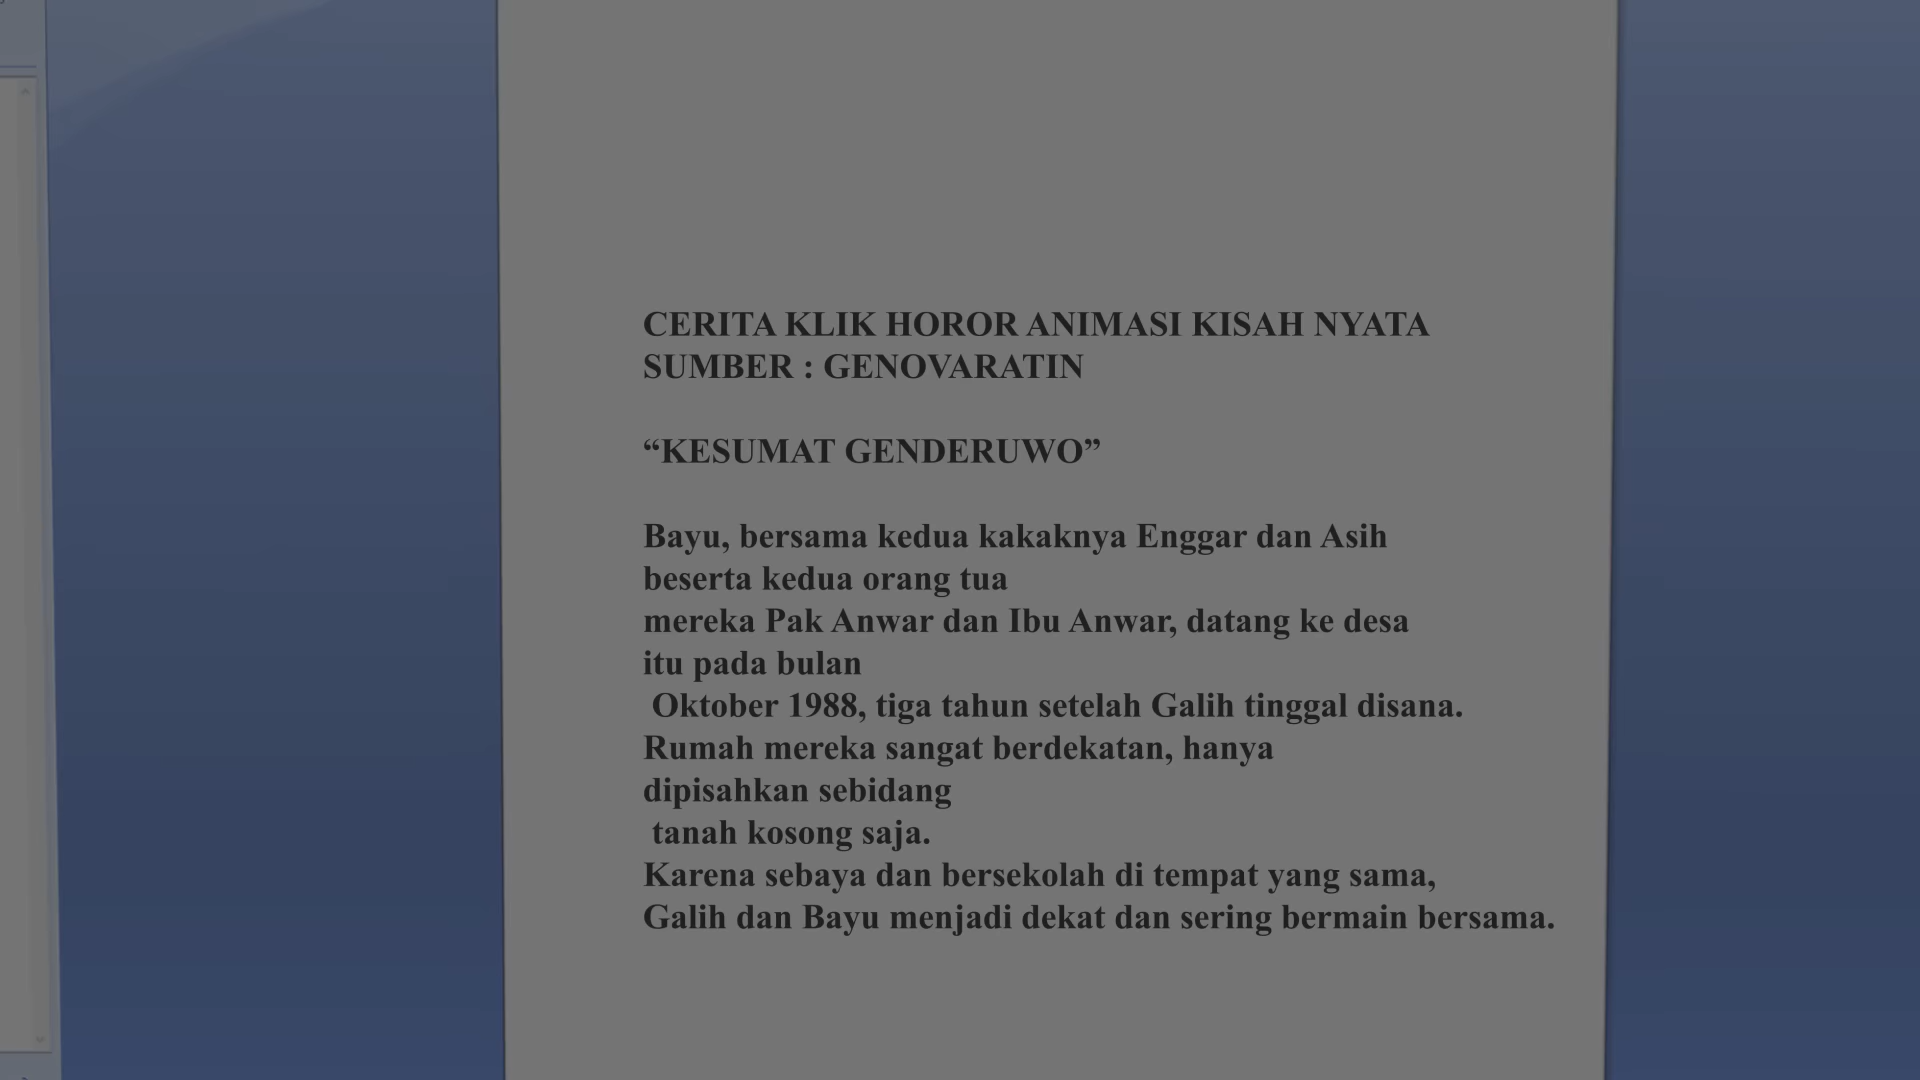 CERITA KLIK HOROR ANIMASI KISAH NYATA
SUMBER : GENOVARATIN
“KESUMAT GENDERUWO”
Bayu, bersama kedua kakaknya Enggar dan Asih
beserta kedua orang tua
mereka Pak Anwar dan Ibu Anwar, datang ke desa
itu pada bulan
Oktober 1988, tiga tahun setelah Galih tinggal disana.
Rumah mereka sangat berdekatan, hanya
dipisahkan sebidang
tanah kosong saja.
Karena sebaya dan bersekolah di tempat yang sama,
Galih dan Bayu menjadi dekat dan sering bermain bersama.